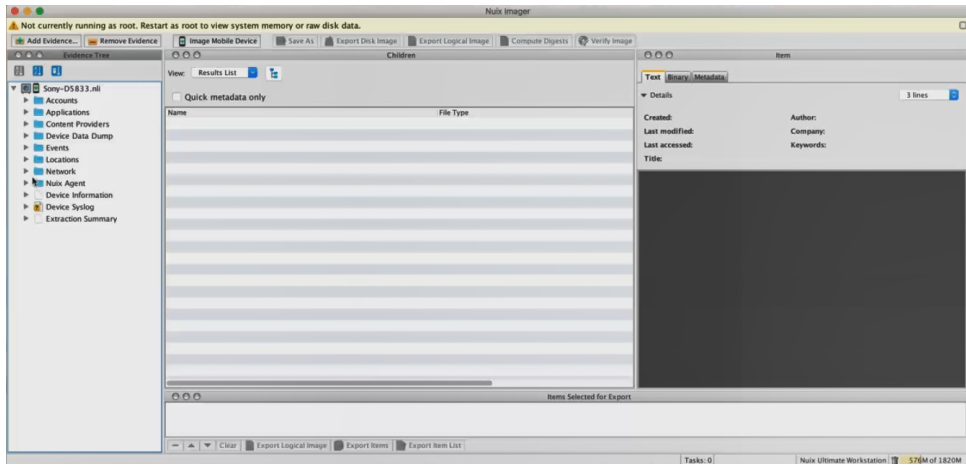 Nuix Imager
Not currently running as root. Restart as root to view system memory or raw disk data.
Add Evidence... Remove Evidence Image Mobile Device Save As Export Disk Image Export Logical Image Compute Digests Verify Image
Evidence Tree Children Item
View: Results List
Text Binary Metadata
Sony-D5833.nli
Quick metadata only
Details 3 lines
Accounts
Name File Type
Applications
Created: Author:
Content Providers
Last modified: Company:
Device Data Dump
Last accessed: Keywords:
Events
Title:
Locations
Network
Nuix Agent
Device Information
Device Syslog
Extraction Summary
Items Selected for Export
Clear Export Logical Image Export Items Export Item List
Tasks: 0 Nuix Ultimate Workstation 576M of 1820M